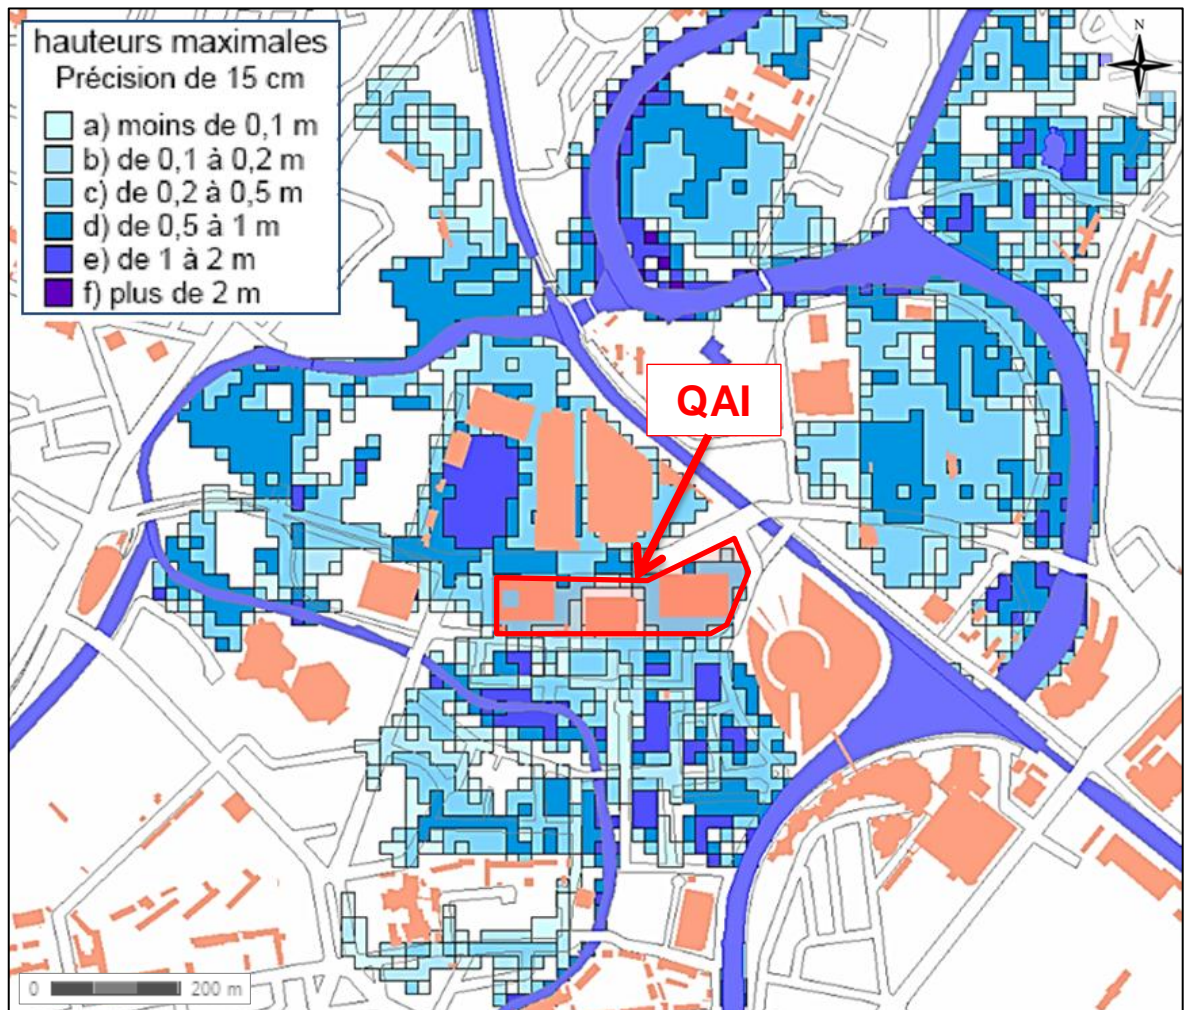 hauteurs maximales
Précision de 15 cm
a) moins de 0,1 m
b) de 0,1 à 0,2 m
c) de 0,2 à 0,5 m
d) de 0,5 à 1 m
e) de 1 à 2 m
f) plus de 2 m
N
QAI
0 200 m